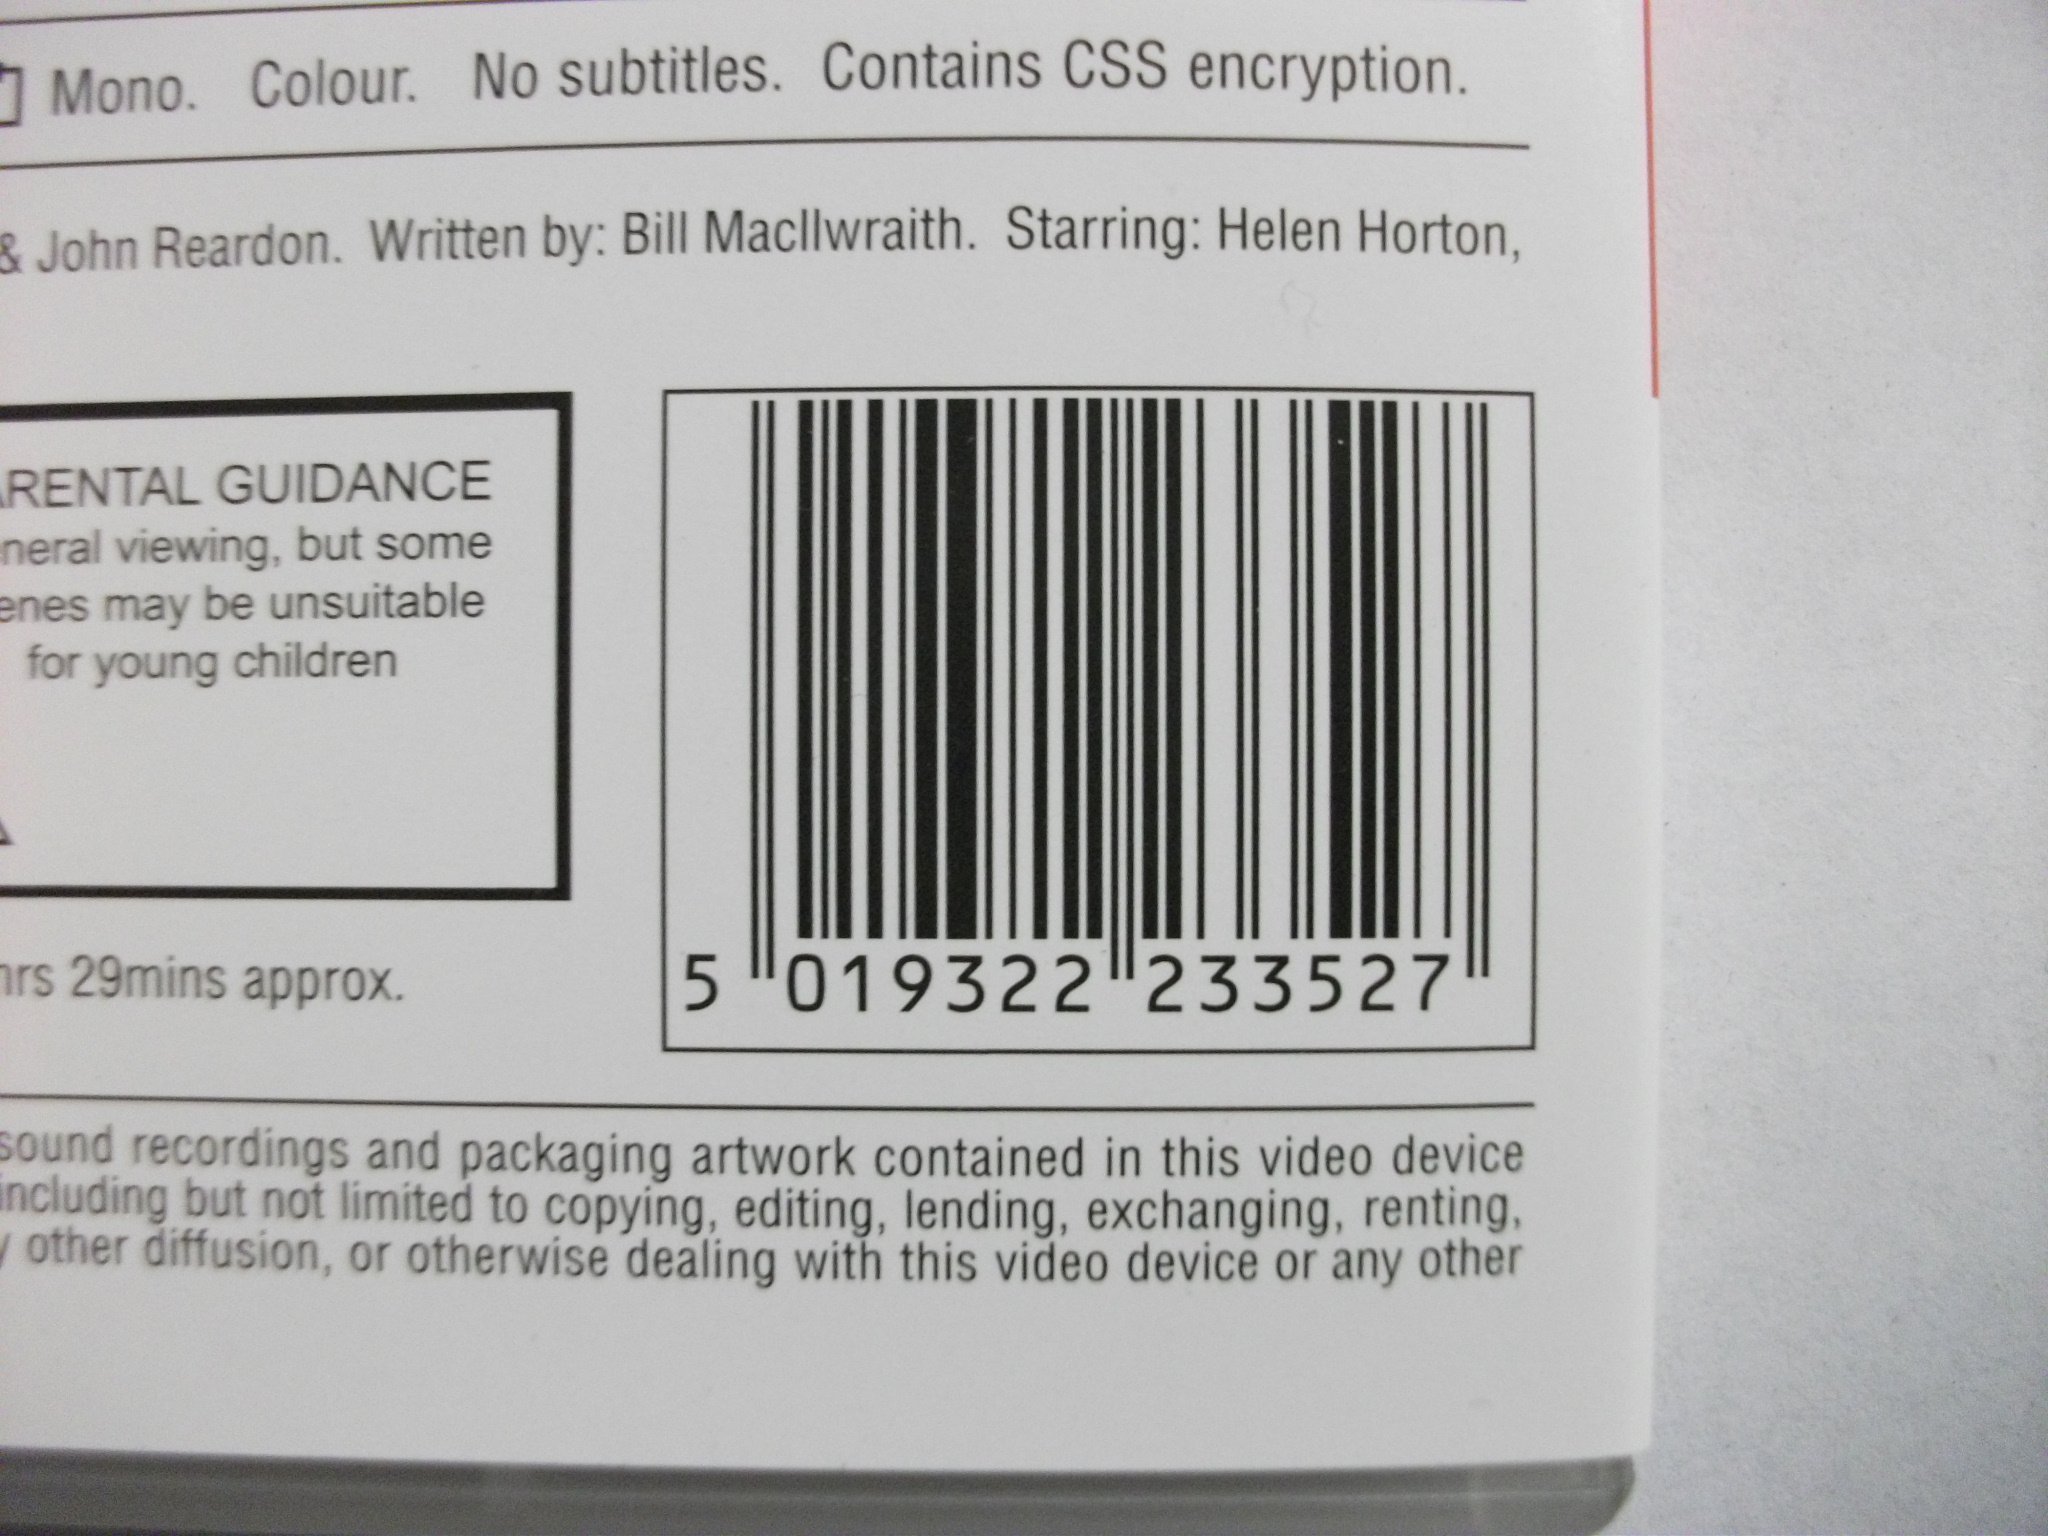 Mono. Colour. No subtitles. Contains CSS encryption.
& John Reardon. Written by: Bill MacIlwraith. Starring: Helen Horton,
ARENTAL GUIDANCE
neral viewing, but some
enes may be unsuitable
for young children
hrs 29mins approx.
5 019322 233527
sound recordings and packaging artwork contained in this video device
including but not limited to copying, editing, lending, exchanging, renting,
y other diffusion, or otherwise dealing with this video device or any other